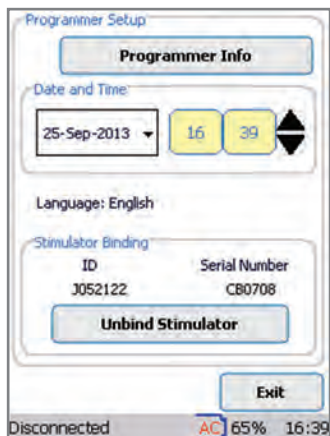 Programmer Setup
Programmer Info
Date and Time
25-Sep-2013 16 39
Language: English
Stimulator Binding
ID Serial Number
J052122 CB0708
Unbind Stimulator
Exit
Disconnected AC 65% 16:39